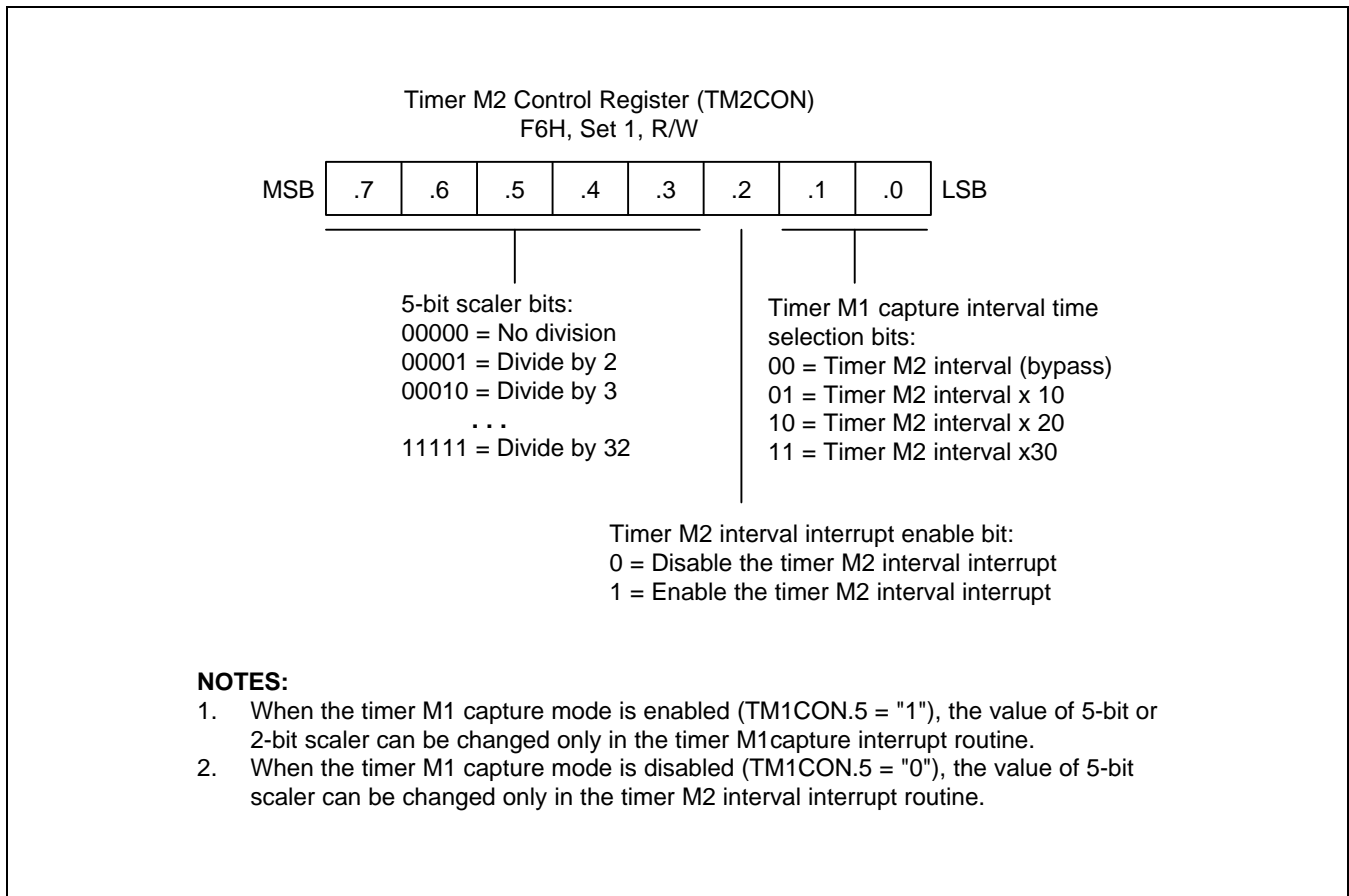 Timer M2 Control Register (TM2CON)
F6H, Set 1, R/W
MSB .7 .6 .5 .4 .3 .2 .1 .0 LSB
5-bit scaler bits:
00000 = No division
00001 = Divide by 2
00010 = Divide by 3
. . .
11111 = Divide by 32
Timer M1 capture interval time
selection bits:
00 = Timer M2 interval (bypass)
01 = Timer M2 interval x 10
10 = Timer M2 interval x 20
11 = Timer M2 interval x30
Timer M2 interval interrupt enable bit:
0 = Disable the timer M2 interval interrupt
1 = Enable the timer M2 interval interrupt
NOTES:
1. When the timer M1 capture mode is enabled (TM1CON.5 = "1"), the value of 5-bit or
2-bit scaler can be changed only in the timer M1capture interrupt routine.
2. When the timer M1 capture mode is disabled (TM1CON.5 = "0"), the value of 5-bit
scaler can be changed only in the timer M2 interval interrupt routine.